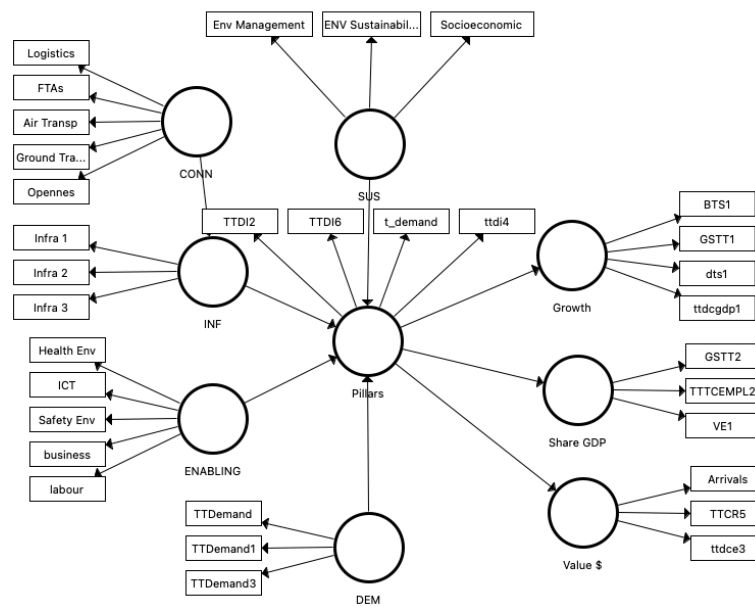 Env Management
ENV Sustainabil...
Socioeconomic
Logistics
FTAs
Air Transp
Ground Tra...
Opennes
CONN
SUS
TTDI2
TTDI6
t_demand
ttdi4
BTS1
GSTT1
dts1
ttdcgdp1
Growth
Infra 1
Infra 2
Infra 3
INF
Pillars
Health Env
ICT
Safety Env
business
labour
ENABLING
GSTT2
TTTCEMPL2
VE1
Share GDP
TTDemand
TTDemand1
TTDemand3
DEM
Arrivals
TTCR5
ttdce3
Value $